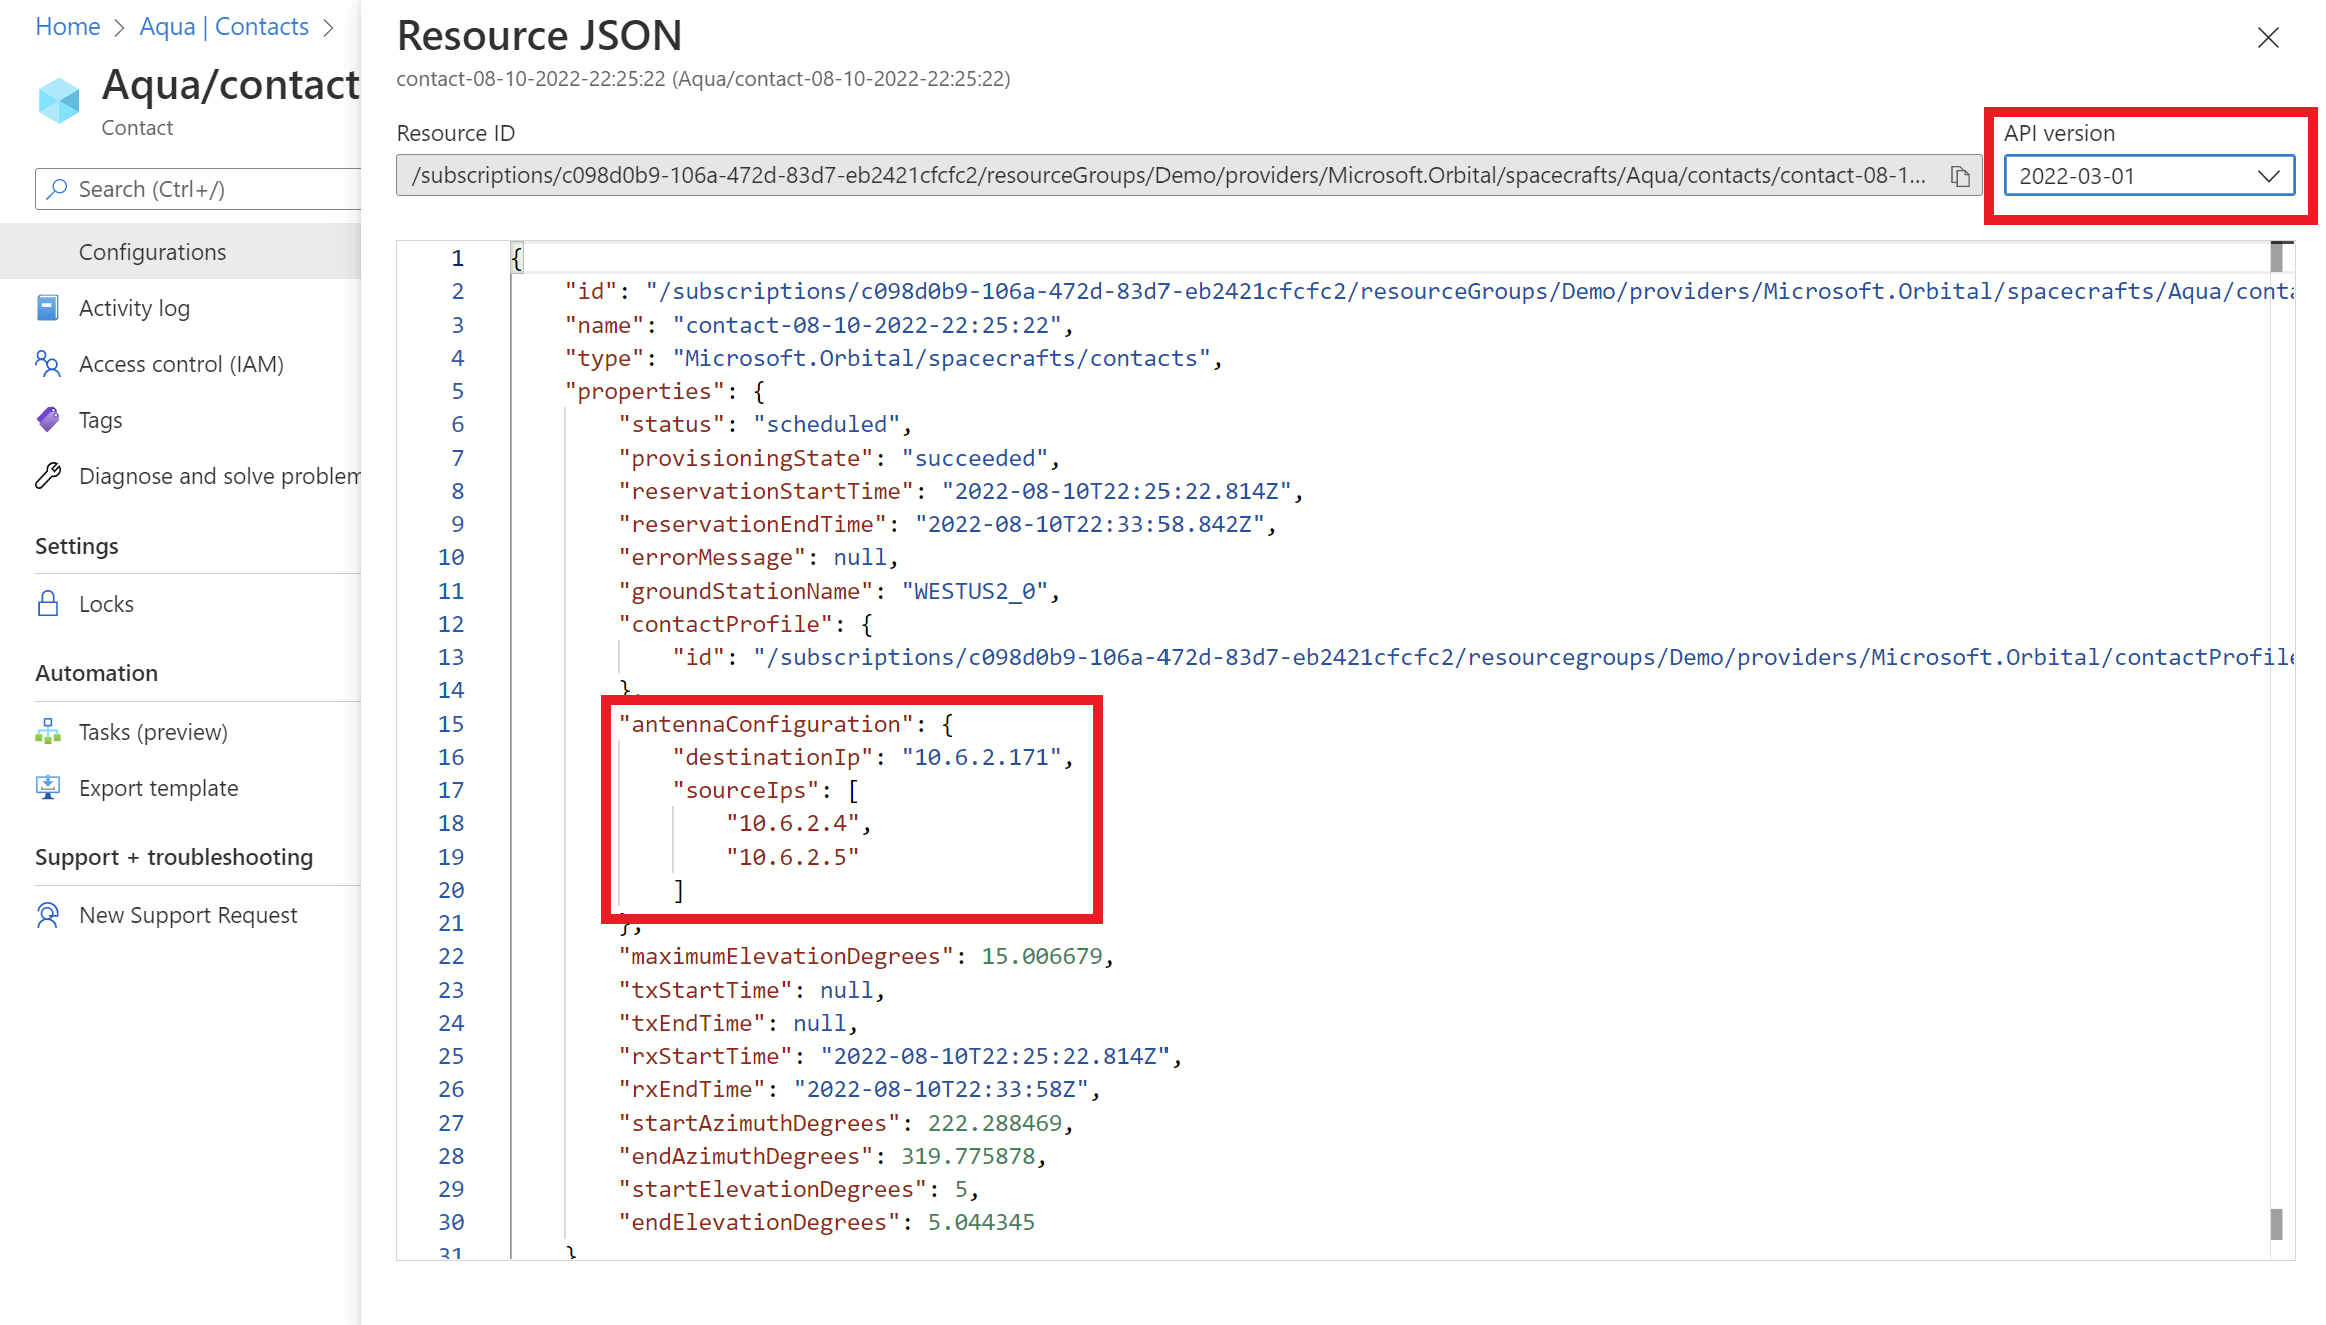 Home > Aqua | Contacts >
Aqua/contact
Contact
Search (Ctrl+/)
Configurations
Activity log
Access control (IAM)
Tags
Diagnose and solve problem
Settings
Locks
Automation
Tasks (preview)
Export template
Support + troubleshooting
New Support Request
Resource JSON
contact-08-10-2022-22:25:22 (Aqua/contact-08-10-2022-22:25:22)
Resource ID
/subscriptions/c098d0b9-106a-472d-83d7-eb2421cfcfc2/resourceGroups/Demo/providers/Microsoft.Orbital/spacecrafts/Aqua/contacts/contact-08-1...
API version
2022-03-01
1 {
2 "id": "/subscriptions/c098d0b9-106a-472d-83d7-eb2421cfcfc2/resourceGroups/Demo/providers/Microsoft.Orbital/spacecrafts/Aqua/conta
3 "name": "contact-08-10-2022-22:25:22",
4 "type": "Microsoft.Orbital/spacecrafts/contacts",
5 "properties": {
6 "status": "scheduled",
7 "provisioningState": "succeeded",
8 "reservationStartTime": "2022-08-10T22:25:22.814Z",
9 "reservationEndTime": "2022-08-10T22:33:58.842Z",
10 "errorMessage": null,
11 "groundStationName": "WESTUS2_0",
12 "contactProfile": {
13 "id": "/subscriptions/c098d0b9-106a-472d-83d7-eb2421cfcfc2/resourcegroups/Demo/providers/Microsoft.Orbital/contactProfile
14 },
15 "antennaConfiguration": {
16 "destinationIp": "10.6.2.171",
17 "sourceIps": [
18 "10.6.2.4",
19 "10.6.2.5"
20 ]
21 },
22 "maximumElevationDegrees": 15.006679,
23 "txStartTime": null,
24 "txEndTime": null,
25 "rxStartTime": "2022-08-10T22:25:22.814Z",
26 "rxEndTime": "2022-08-10T22:33:58Z",
27 "startAzimuthDegrees": 222.288469,
28 "endAzimuthDegrees": 319.775878,
29 "startElevationDegrees": 5,
30 "endElevationDegrees": 5.044345
31 }